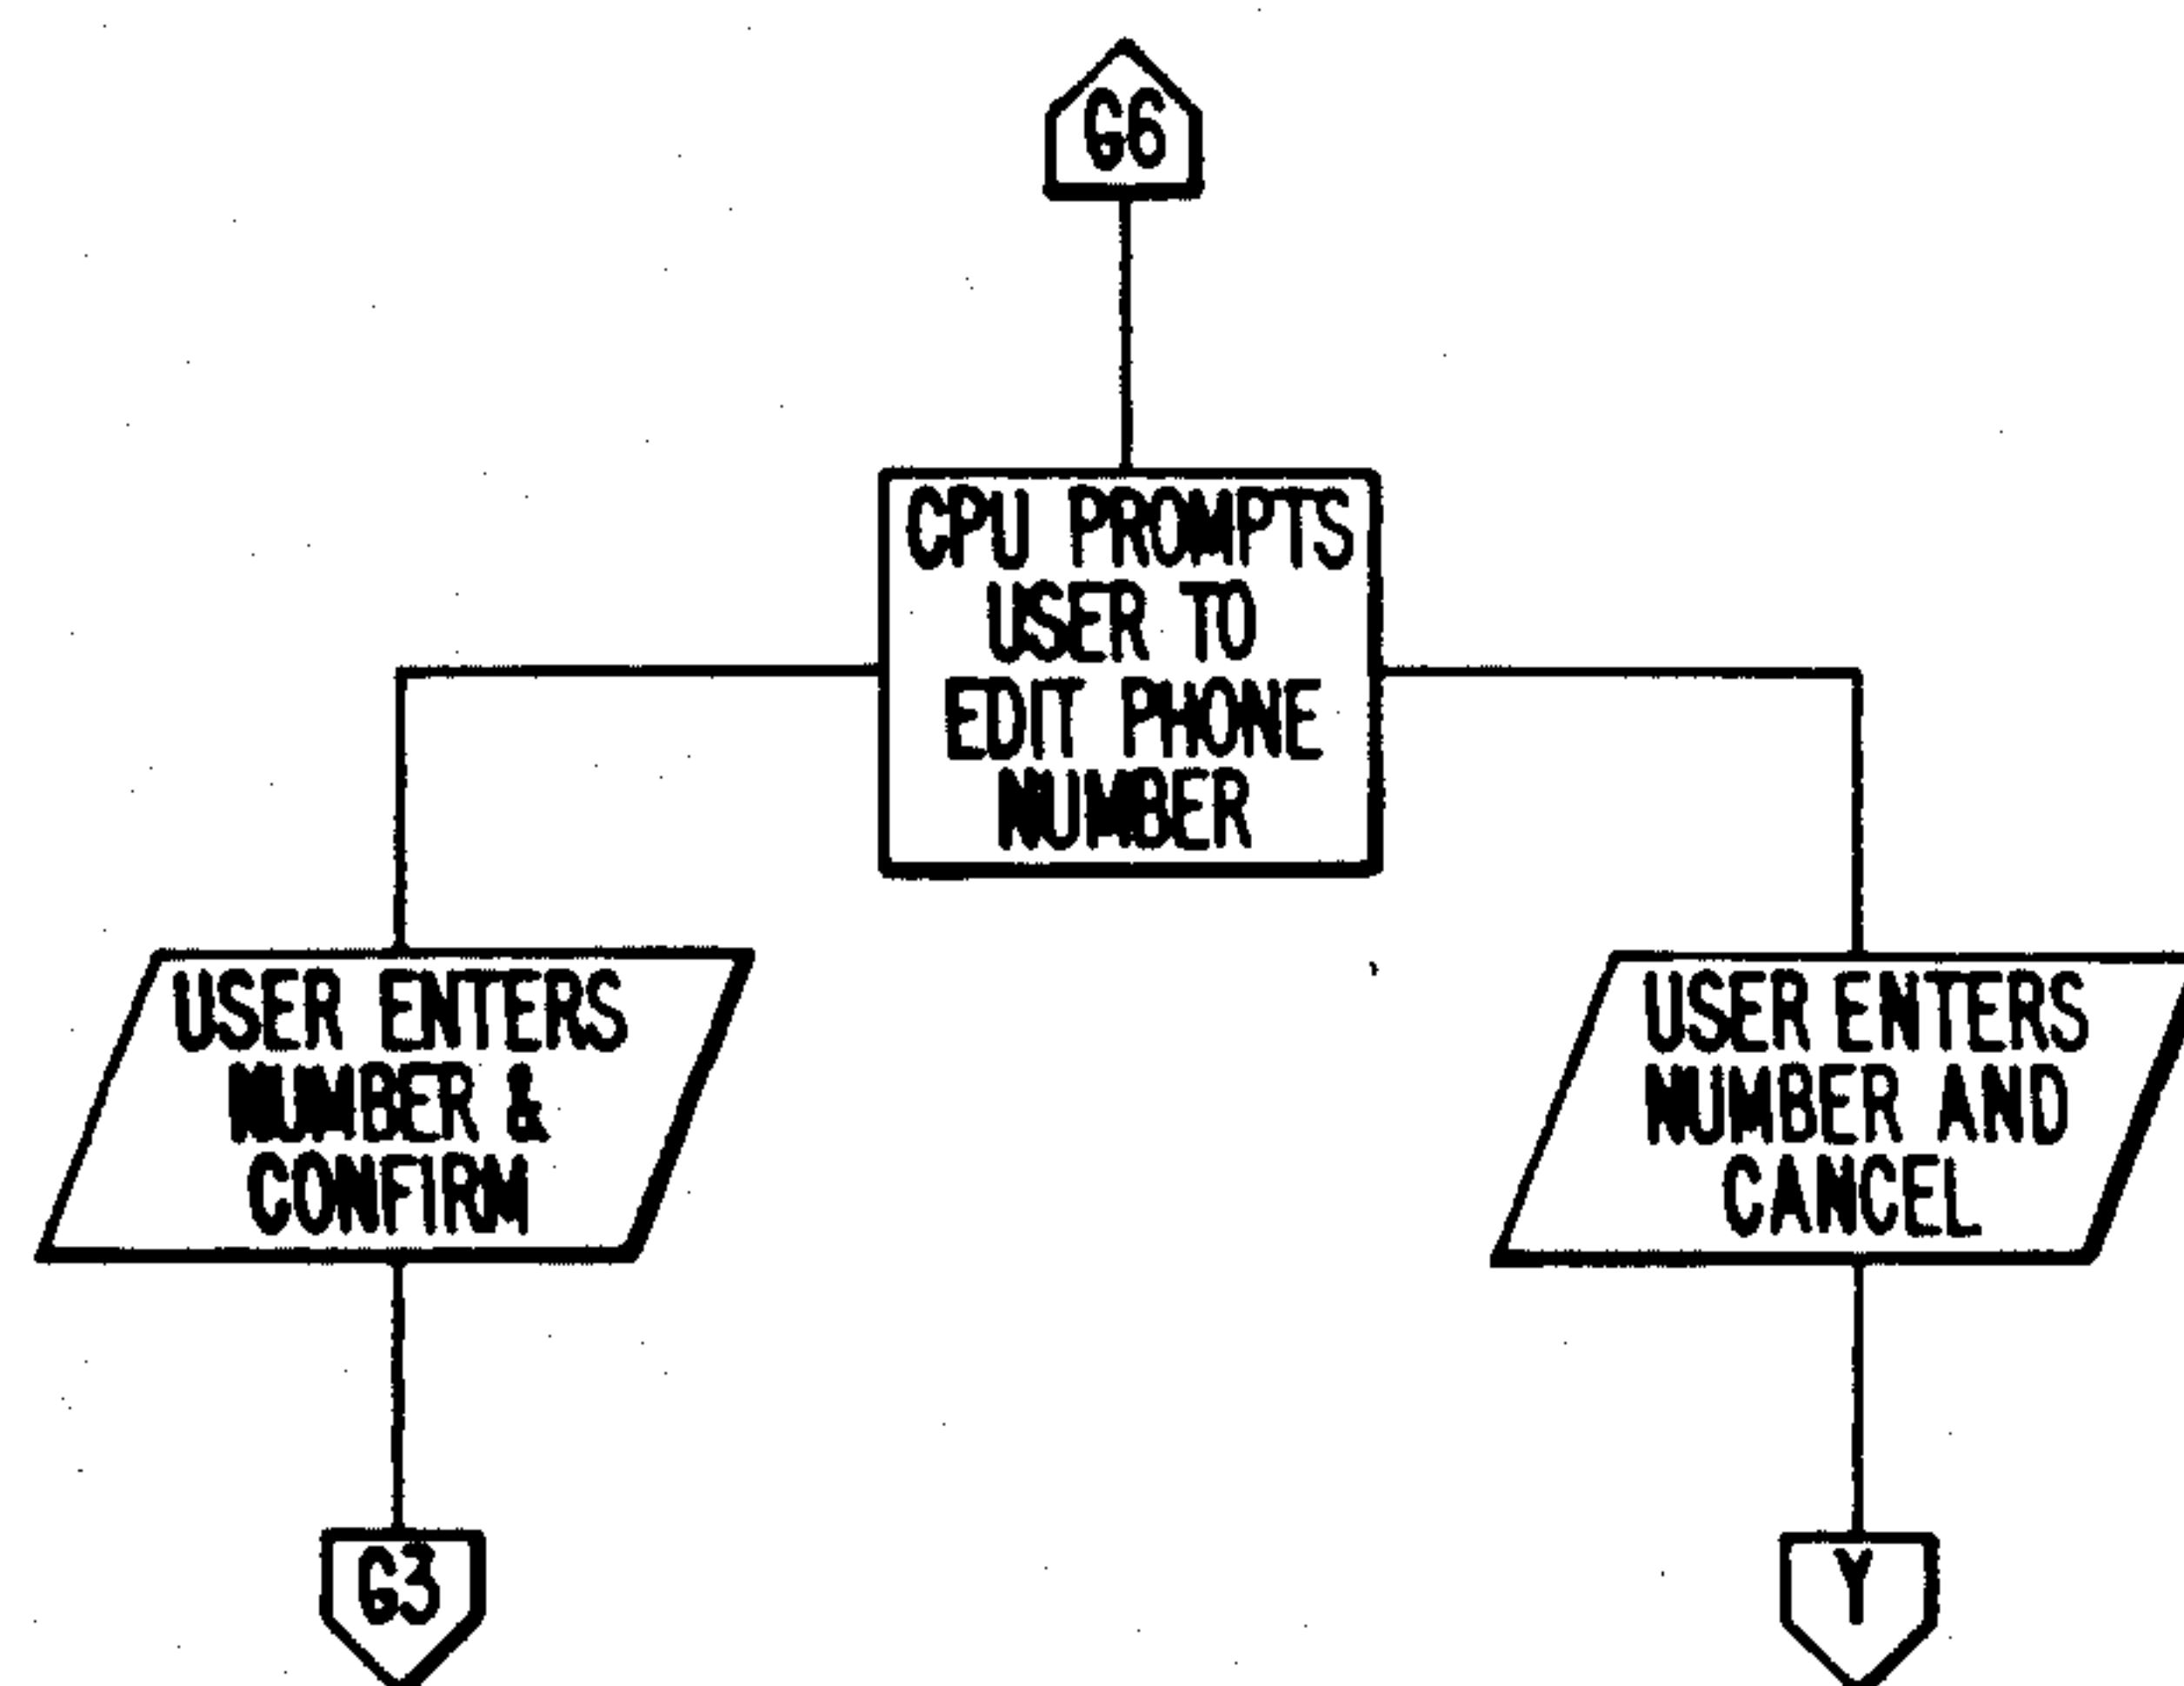 G6
CPU PROMPTS
USER TO
EDIT PHONE
NUMBER
USER ENTERS
NUMBER &
CONFIRM
USER ENTERS
NUMBER AND
CANCEL
G3
Y